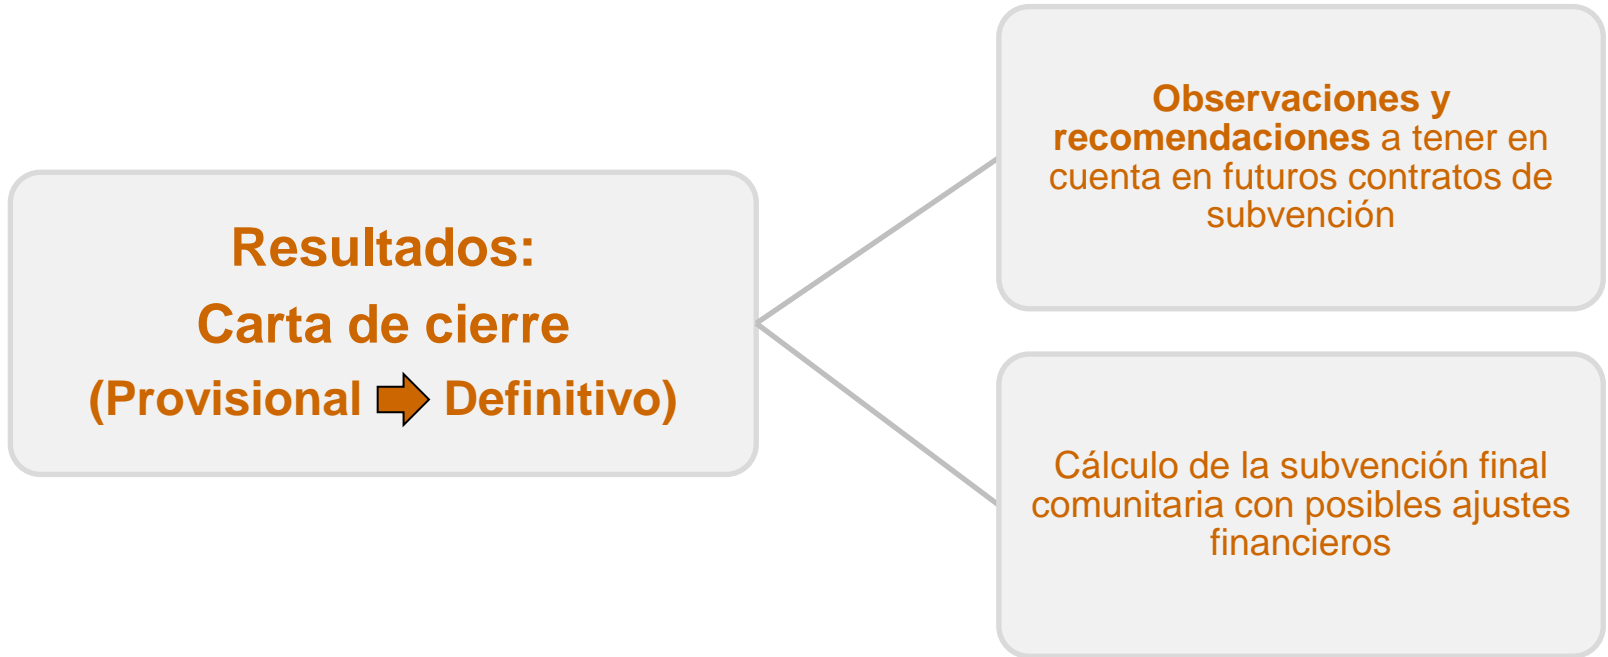 Resultados:
Carta de cierre
(Provisional Definitivo)
Observaciones y
recomendaciones a tener en
cuenta en futuros contratos de
subvención
Cálculo de la subvención final
comunitaria con posibles ajustes
financieros